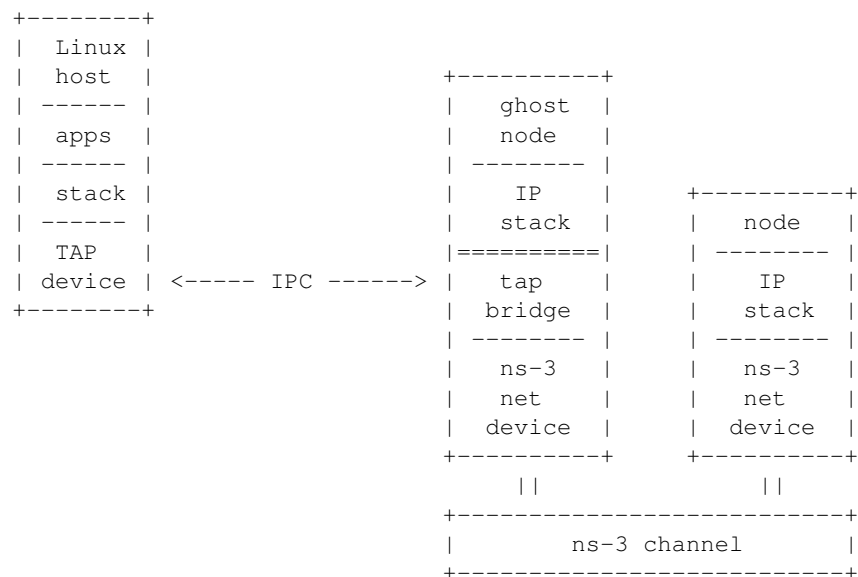 +--------+
|  Linux |
|  host  |                    +----------+
| ------ |                    |   ghost  |
|  apps  |                    |   node   |
| ------ |                    | -------- |
|  stack |                    |    IP    |     +----------+
| ------ |                    |   stack  |     |   node   |
|  TAP   |                    |==========|     | -------- |
| device | <----- IPC ------> |   tap    |     |    IP    |
+--------+                    |  bridge  |     |   stack  |
                              | -------- |     | -------- |
                              |   ns-3   |     |   ns-3   |
                              |   net    |     |   net    |
                              |  device  |     |  device  |
                              +----------+     +----------+
                                   ||               ||
                              +---------------------------+
                              |        ns-3 channel       |
                              +---------------------------+